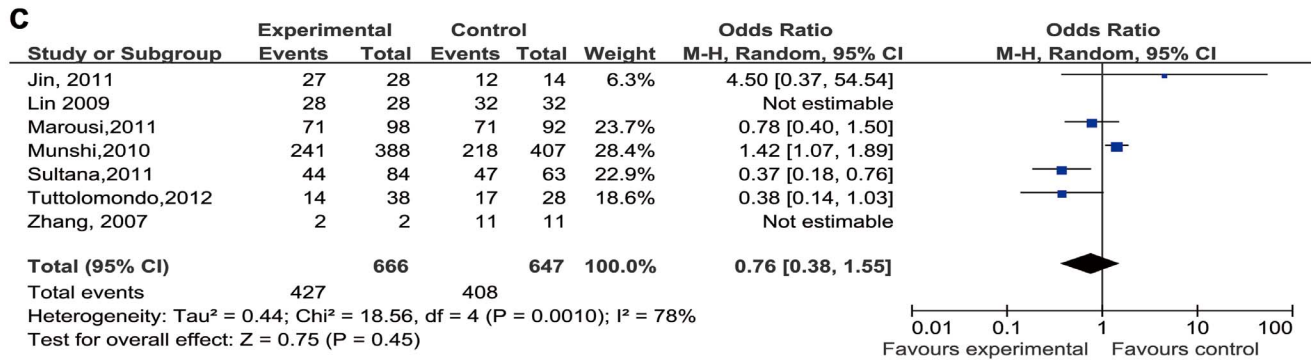 C
Experimental Control Odds Ratio Odds Ratio
Study or Subgroup Events Total Events Total Weight M-H, Random, 95% CI M-H, Random, 95% CI
Jin, 2011 27 28 12 14 6.3% 4.50 [0.37, 54.54]
Lin 2009 28 28 32 32 Not estimable
Marousi,2011 71 98 71 92 23.7% 0.78 [0.40, 1.50]
Munshi,2010 241 388 218 407 28.4% 1.42 [1.07, 1.89]
Sultana,2011 44 84 47 63 22.9% 0.37 [0.18, 0.76]
Tuttolomondo,2012 14 38 17 28 18.6% 0.38 [0.14, 1.03]
Zhang, 2007 2 2 11 11 Not estimable
Total (95% CI) 666 647 100.0% 0.76 [0.38, 1.55]
Total events 427 408
Heterogeneity: Tau² = 0.44; Chi² = 18.56, df = 4 (P = 0.0010); I² = 78%
Test for overall effect: Z = 0.75 (P = 0.45)
0.01 0.1 1 10 100
Favours experimental Favours control